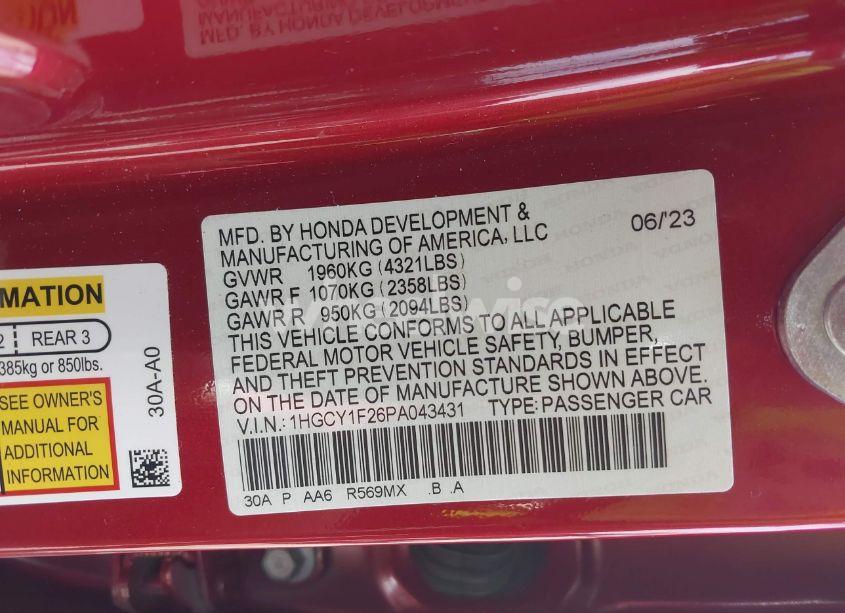 MFD. BY HONDA DEVELOPMENT &
MANUFACTURING OF AMERICA, LLC 06/'23
GVWR 1960KG (4321LBS)
GAWR F 1070KG (2358LBS)
GAWR R 950KG (2094LBS)
THIS VEHICLE CONFORMS TO ALL APPLICABLE
FEDERAL MOTOR VEHICLE SAFETY, BUMPER,
AND THEFT PREVENTION STANDARDS IN EFFECT
ON THE DATE OF MANUFACTURE SHOWN ABOVE.
V.I.N.: 1HGCY1F26PA043431 TYPE: PASSENGER CAR
30A P AA6 R569MX .B .A
MATION
2 REAR 3
385kg or 850lbs.
SEE OWNER'S
MANUAL FOR
ADDITIONAL
INFORMATION
30A-A0